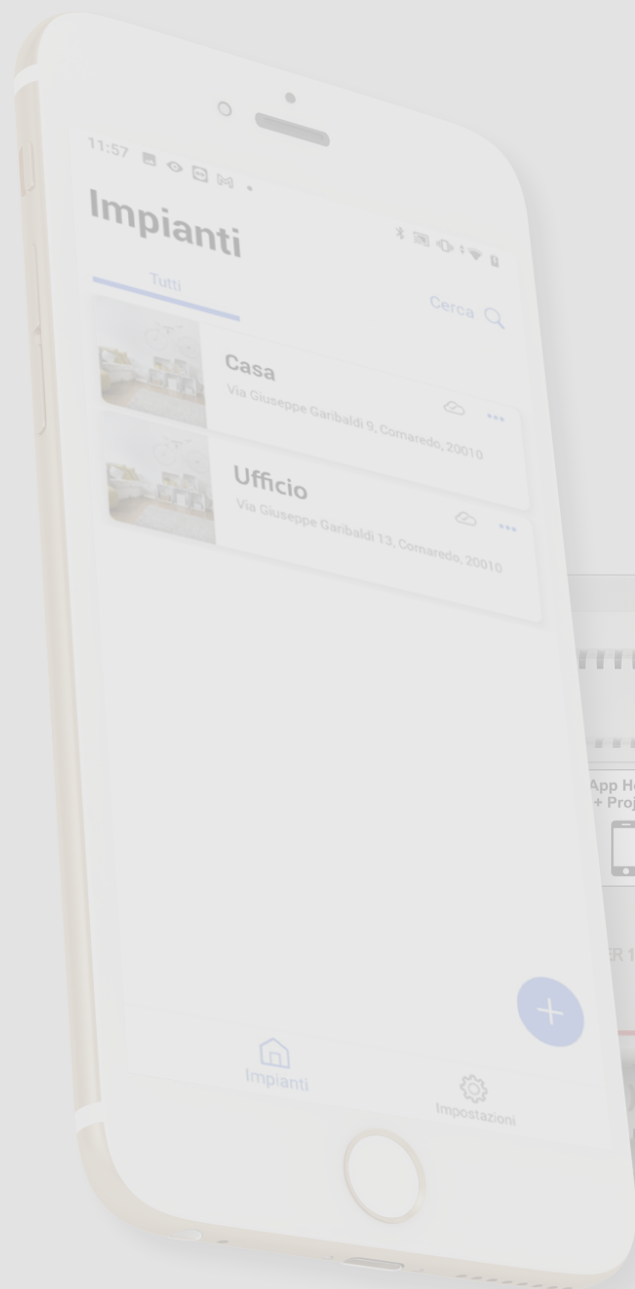 11:57
Impianti
Tutti
Cerca
Casa
Via Giuseppe Garibaldi 9, Cornaredo, 20010
Ufficio
Via Giuseppe Garibaldi 13, Cornaredo, 20010
App
+
Impianti
Impostazioni